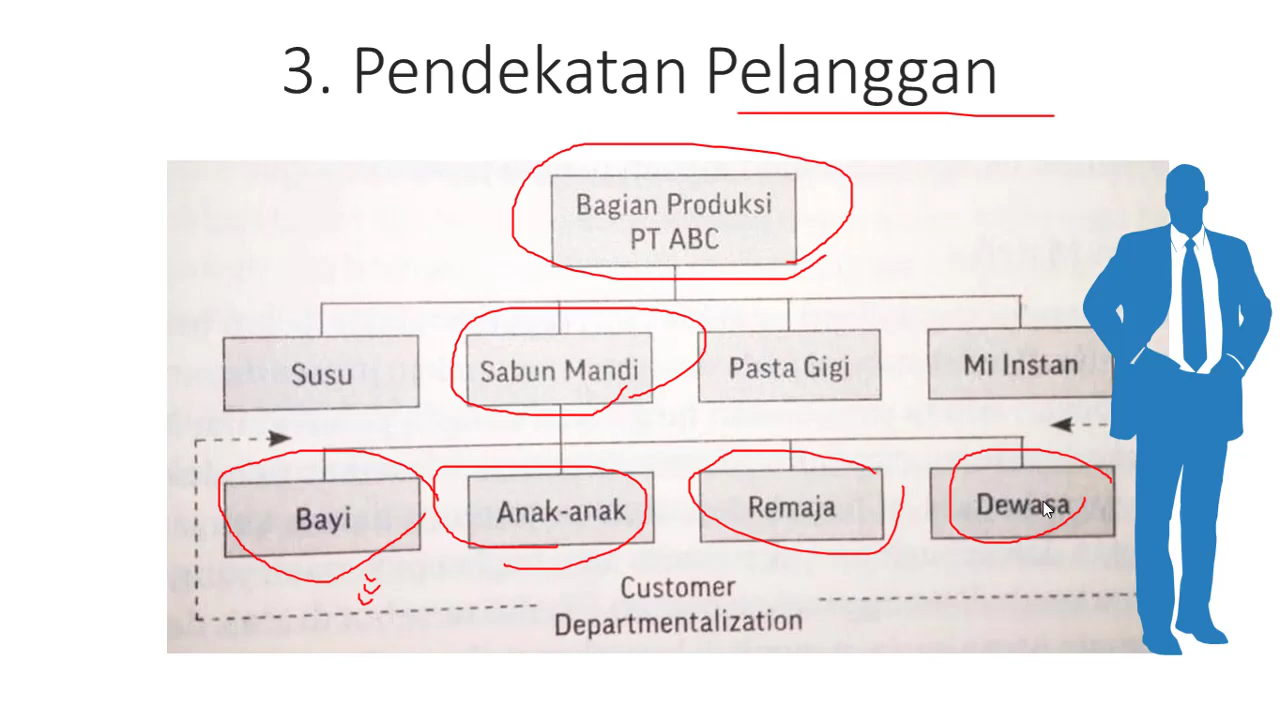 3. Pendekatan Pelanggan
Bagian Produksi
PT ABC
Susu
Sabun Mandi
Pasta Gigi
Mi Instan
Bayi
Anak-anak
Remaja
Dewasa
Customer
Departmentalization